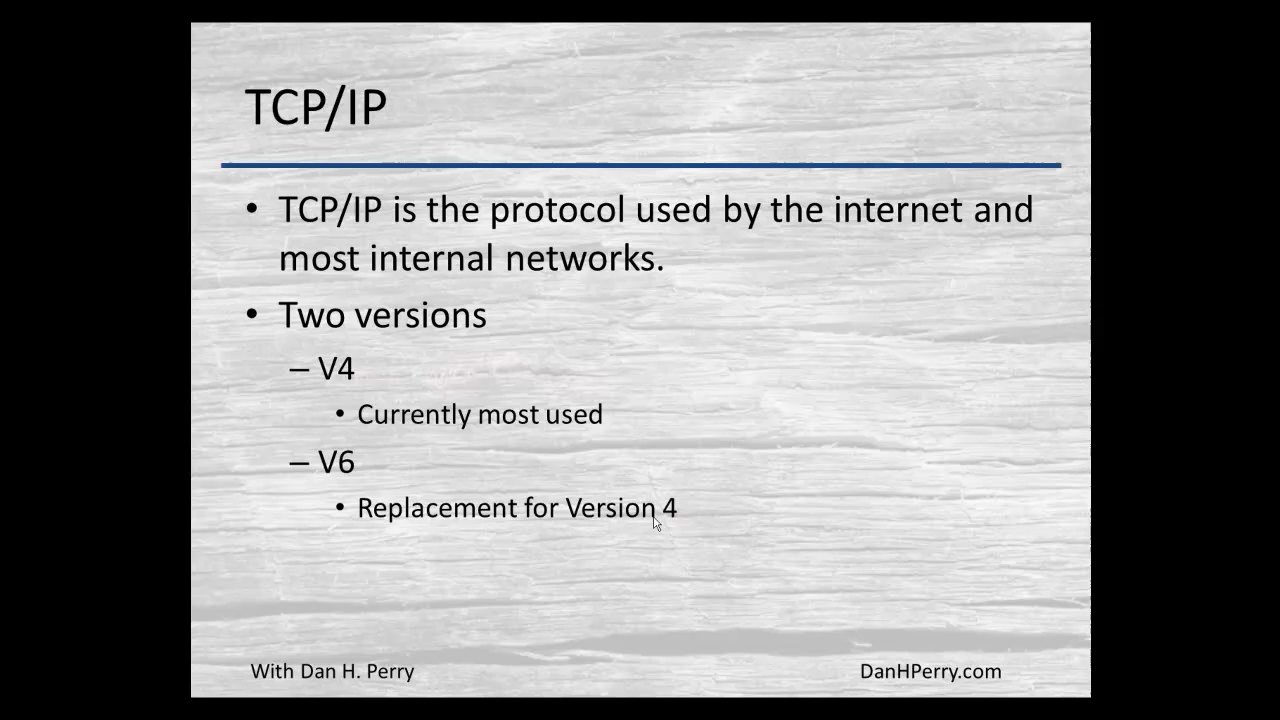 TCP/IP
• TCP/IP is the protocol used by the internet and
most internal networks.
• Two versions
– V4
• Currently most used
– V6
• Replacement for Version 4
With Dan H. Perry
DanHPerry.com